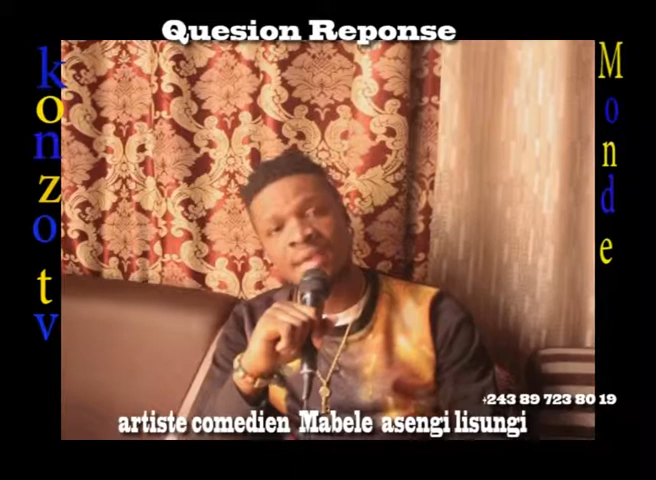 Quesion Reponse
konzo tv
Monde
+243 89 723 80 19
artiste comedien Mabele asengi lisungi